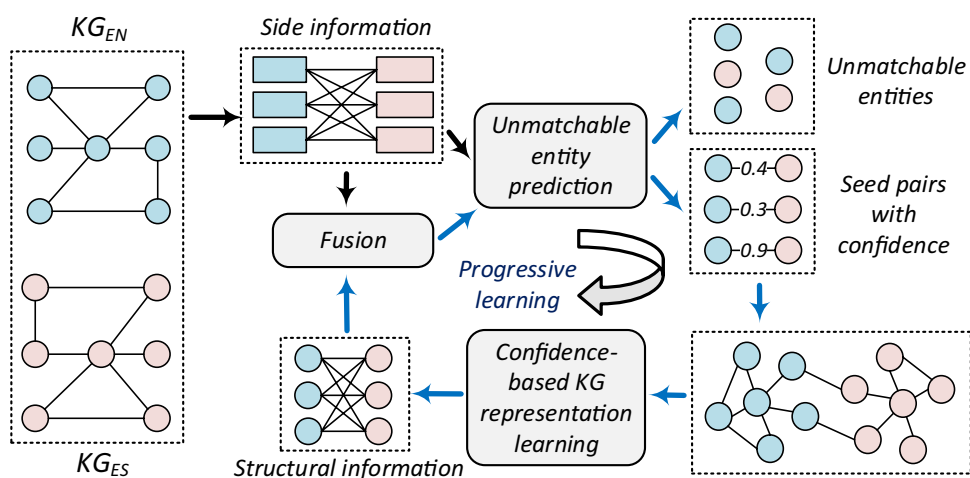 KG_EN
Side information
Unmatchable
entity
prediction
Unmatchable
entities
0.4
0.3
0.9
Seed pairs
with
confidence
Fusion
Progressive
learning
Confidence-
based KG
representation
learning
Structural information
KG_ES